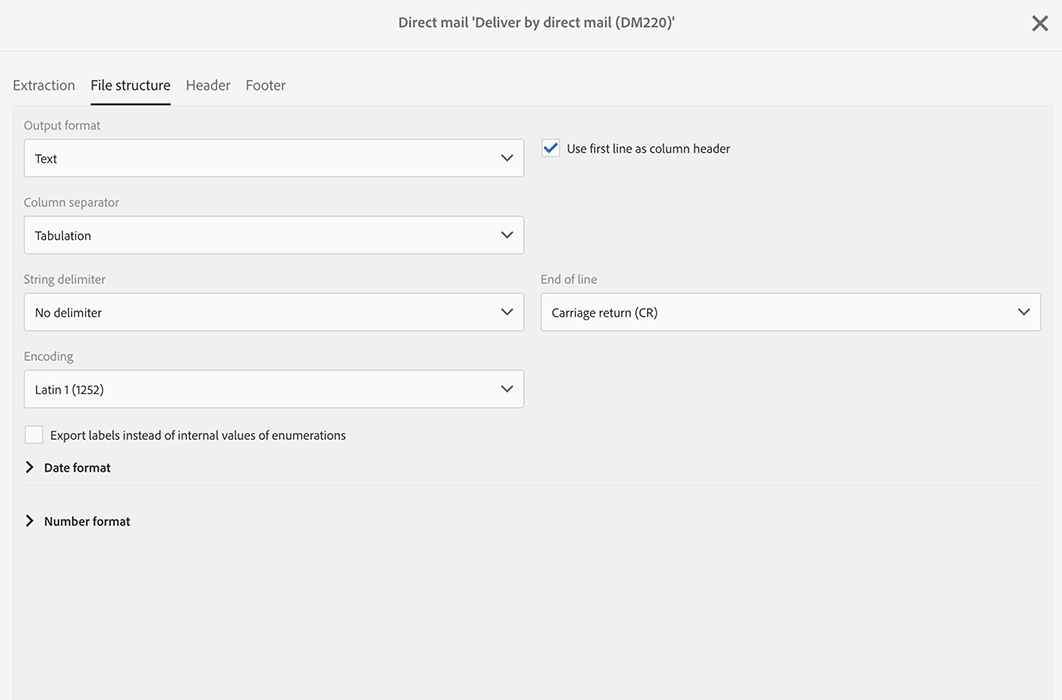 Direct mail 'Deliver by direct mail (DM220)'
Extraction File structure Header Footer
Output format
Text
Use first line as column header
Column separator
Tabulation
String delimiter
End of line
No delimiter
Carriage return (CR)
Encoding
Latin 1 (1252)
Export labels instead of internal values of enumerations
Date format
Number format